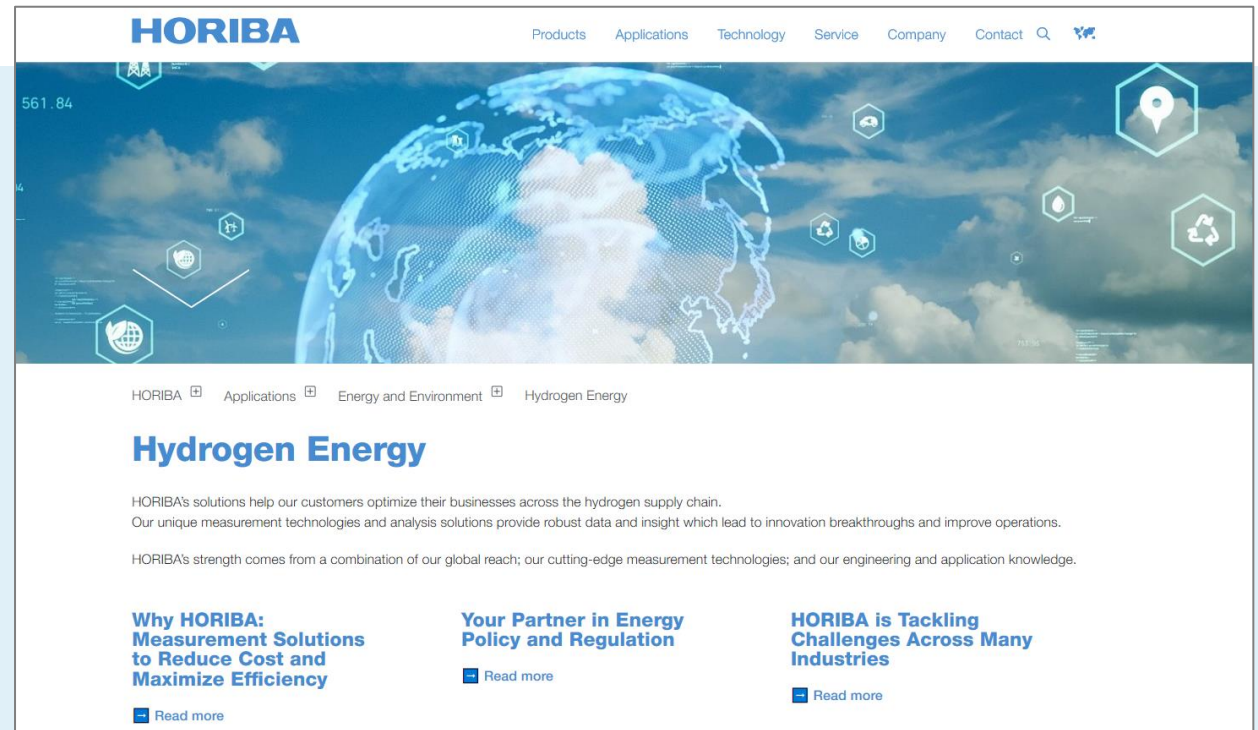 HORIBA
Products Applications Technology Service Company Contact
561.84
HORIBA Applications Energy and Environment Hydrogen Energy
Hydrogen Energy
HORIBA's solutions help our customers optimize their businesses across the hydrogen supply chain.
Our unique measurement technologies and analysis solutions provide robust data and insight which lead to innovation breakthroughs and improve operations.
HORIBA's strength comes from a combination of our global reach; our cutting-edge measurement technologies; and our engineering and application knowledge.
Why HORIBA:
Measurement Solutions
to Reduce Cost and
Maximize Efficiency
Read more
Your Partner in Energy
Policy and Regulation
Read more
HORIBA is Tackling
Challenges Across Many
Industries
Read more